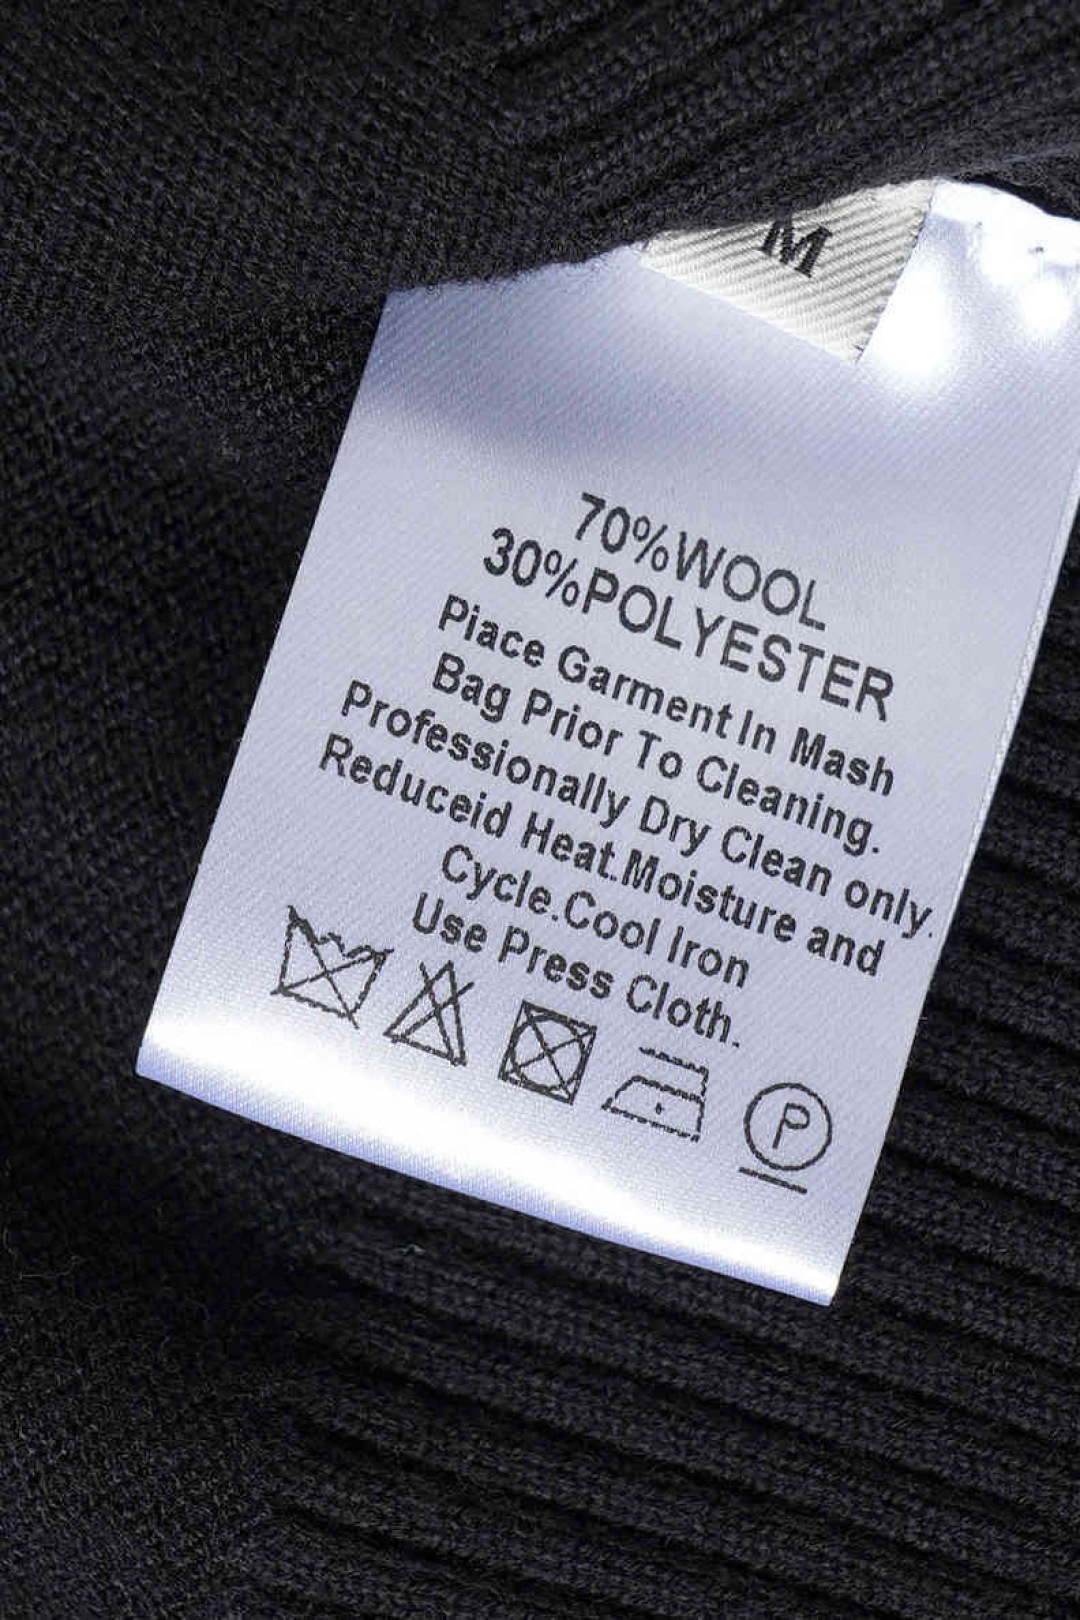 M
70%WOOL
30%POLYESTER
Piace Garment In Mash
Bag Prior To Cleaning.
Professionally Dry Clean only.
Reduceid Heat.Moisture and
Cycle.Cool Iron
Use Press Cloth.
P